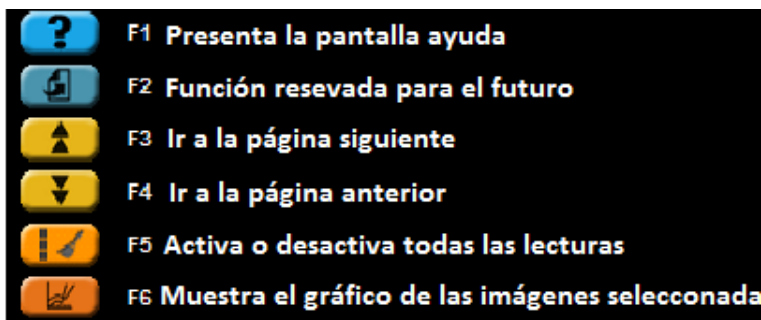 ? F1 Presenta la pantalla ayuda
F2 Función resevada para el futuro
F3 Ir a la página siguiente
F4 Ir a la página anterior
F5 Activa o desactiva todas las lecturas
F6 Muestra el gráfico de las imágenes selecconada